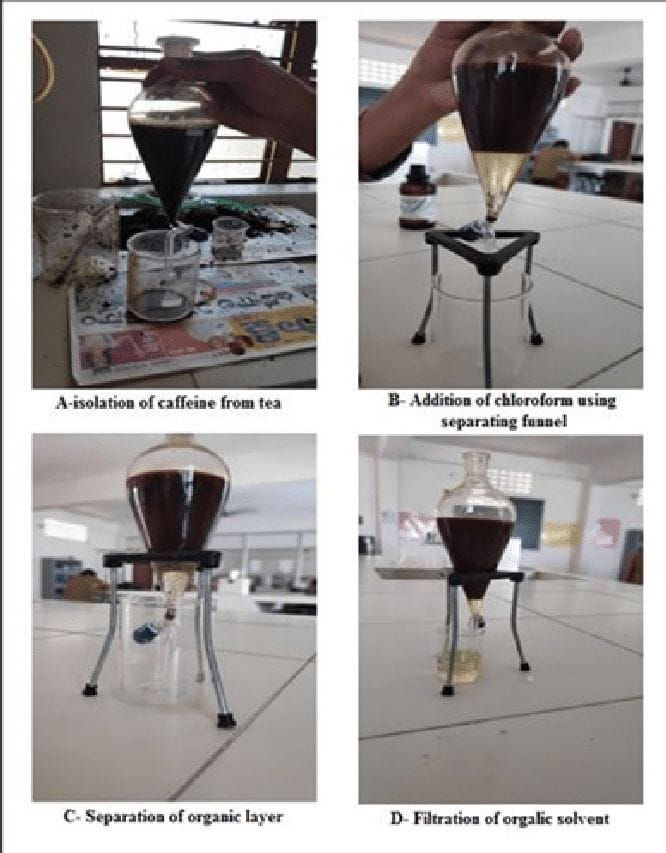 A-isolation of caffeine from tea
B- Addition of chloroform using
separating funnel
C- Separation of organic layer
D- Filtration of orgalic solvent